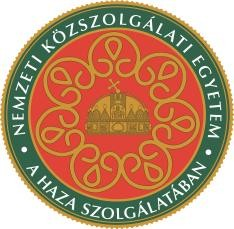 NEMZETI KÖZSZOLGÁLATI EGYETEM
A HAZA SZOLGÁLATÁBAN